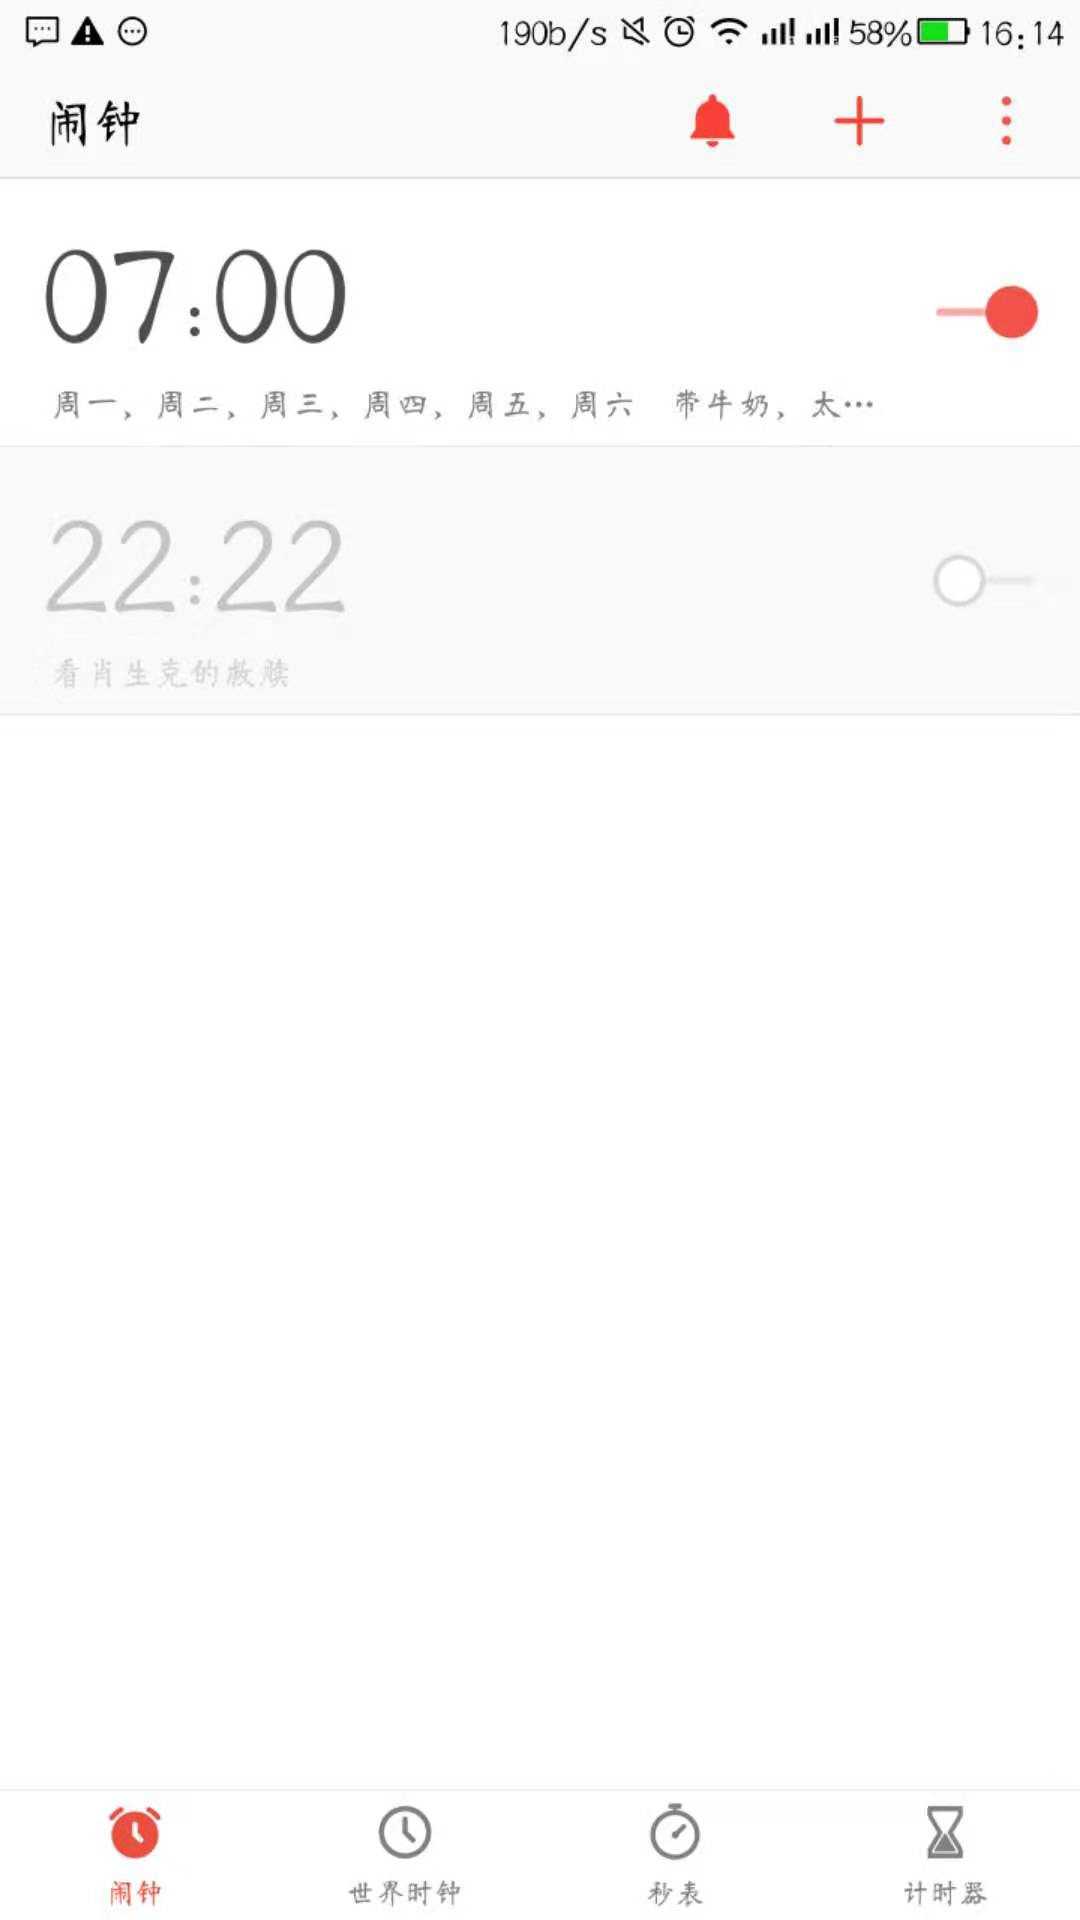 190b/s 58% 16:14
闹钟
07:00
周一, 周二, 周三, 周四, 周五, 周六 带牛奶, 太…
22:22
看肖生克的救赎
闹钟 世界时钟 秒表 计时器